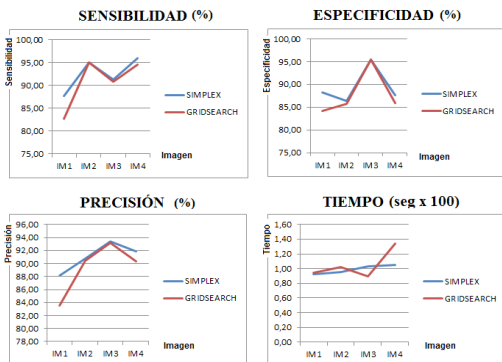 SENSIBILIDAD (%)
Sensibilidad
100,00
95,00
90,00
85,00
80,00
75,00
IM1 IM2 IM3 IM4
Imagen
SIMPLEX
GRIDSEARCH
ESPECIFICIDAD (%)
Especificidad
100,00
95,00
90,00
85,00
80,00
75,00
IM1 IM2 IM3 IM4
Imagen
SIMPLEX
GRIDSEARCH
PRECISIÓN (%)
Precisión
96,00
94,00
92,00
90,00
88,00
86,00
84,00
82,00
80,00
78,00
IM1 IM2 IM3 IM4
Imagen
SIMPLEX
GRIDSEARCH
TIEMPO (seg x 100)
Tiempo
1,60
1,40
1,20
1,00
0,80
0,60
0,40
0,20
0,00
IM1 IM2 IM3 IM4
Imagen
SIMPLEX
GRIDSEARCH